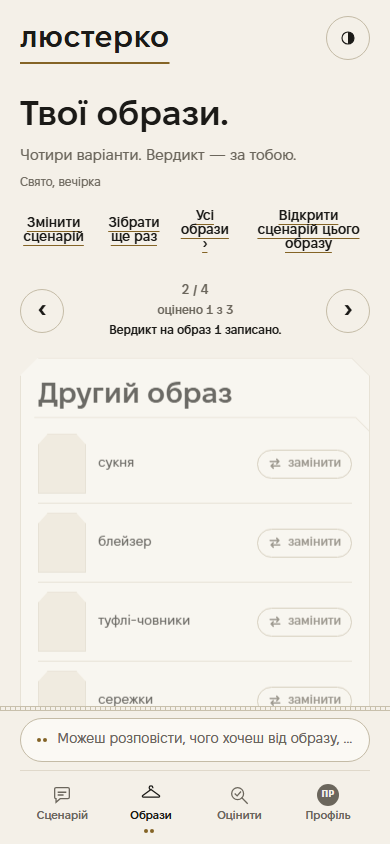 люстерко
Твої образи.
Чотири варіанти. Вердикт — за тобою.
Свято, вечірка
Змінити
сценарій
Зібрати
ще раз
Усі
образи
›
Відкрити
сценарій цього
образу
‹
2 / 4
оцінено 1 з 3
Вердикт на образ 1 записано.
›
Другий образ
сукня
замінити
блейзер
замінити
туфлі-човники
замінити
сережки
замінити
Можеш розповісти, чого хочеш від образу, ...
Сценарій
Образи
Оцінити
ПР
Профіль